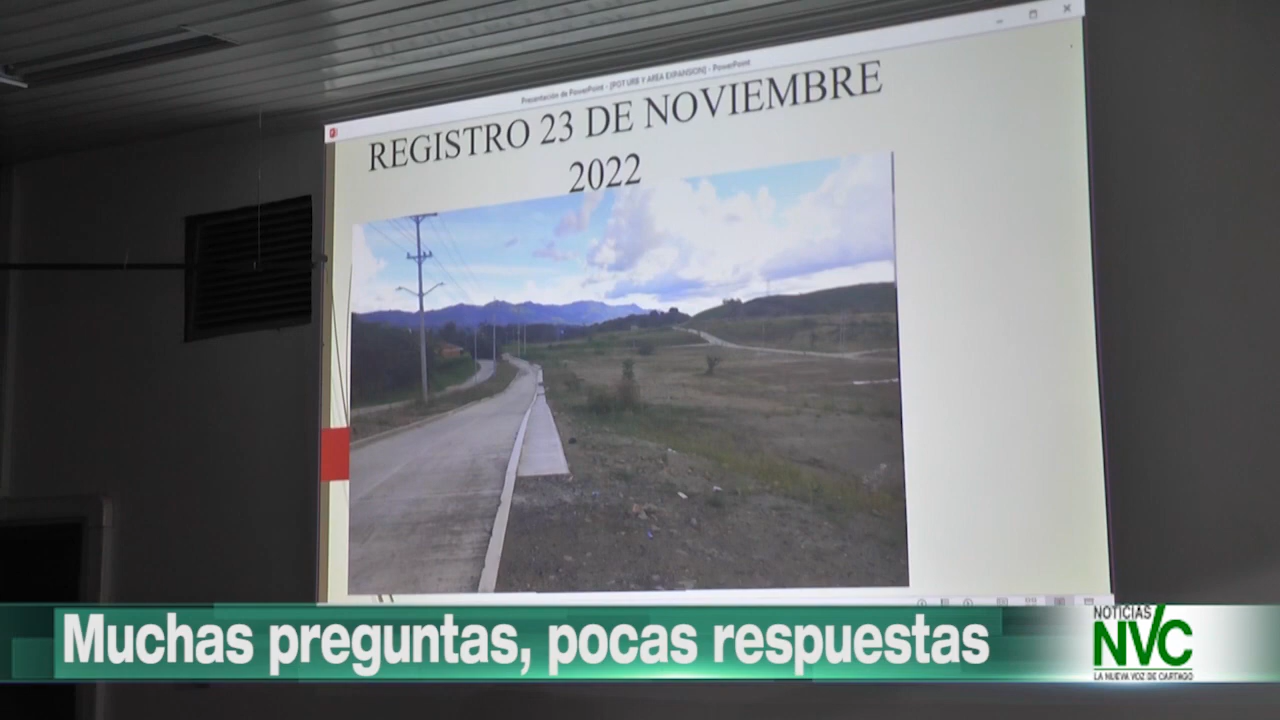 Presentación de PowerPoint - [POT URB Y AREA EXPANSION] - PowerPoint
REGISTRO 23 DE NOVIEMBRE
2022
Muchas preguntas, pocas respuestas
NOTICIAS
NVC
LA NUEVA VOZ DE CARTAGO